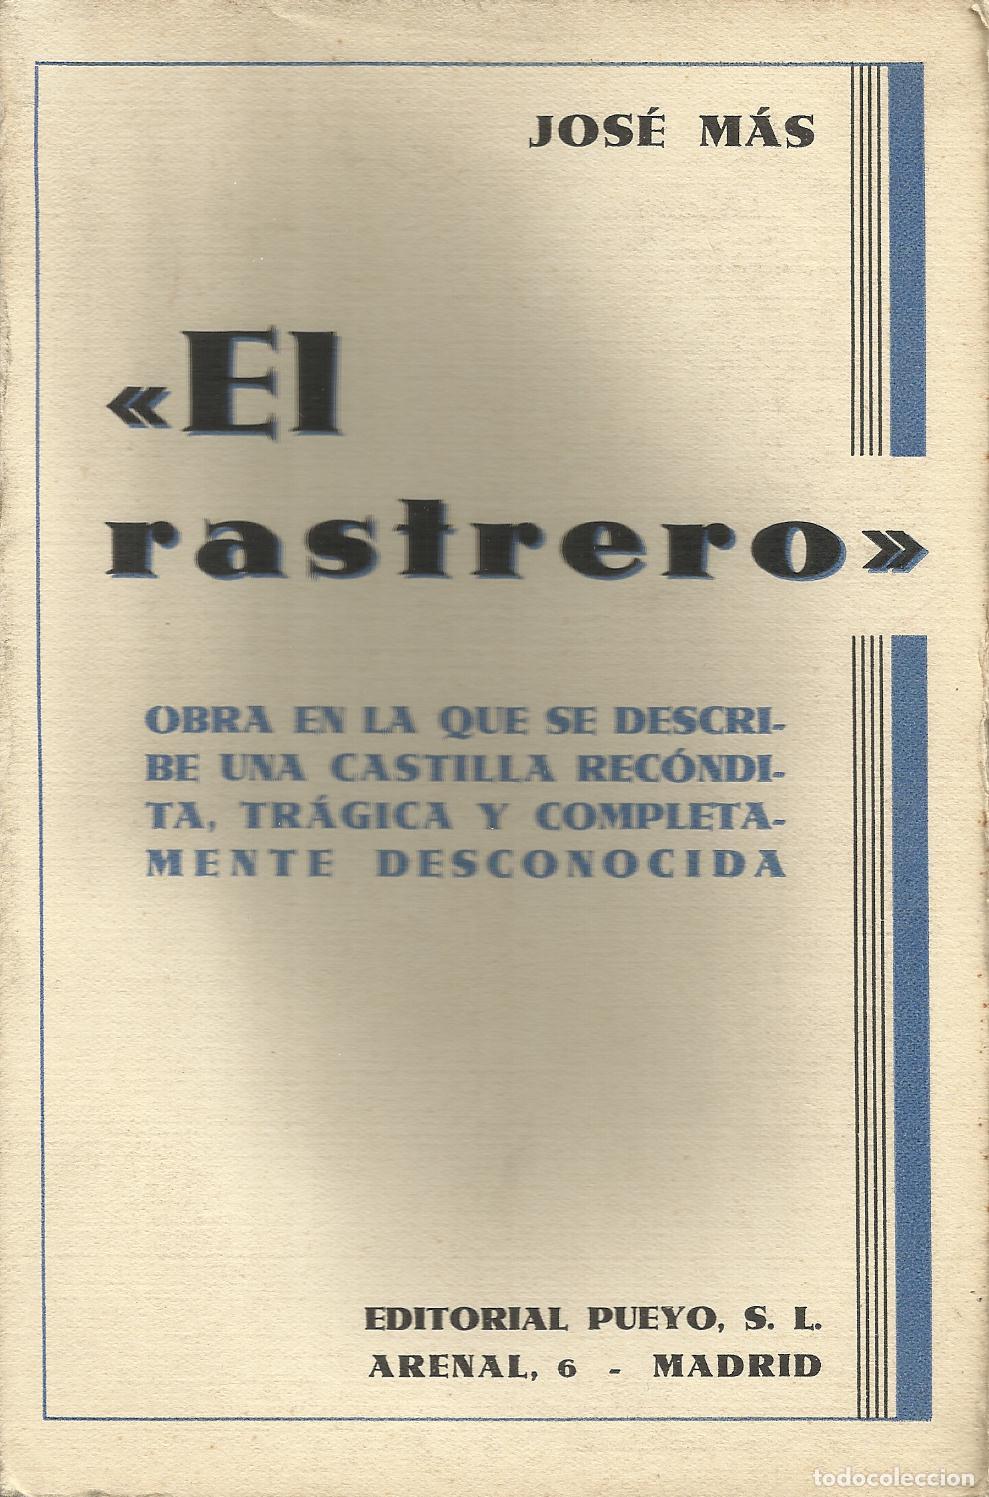 JOSÉ MÁS
«El
rastrero»
OBRA EN LA QUE SE DESCRI-
BE UNA CASTILLA RECÓNDI-
TA, TRÁGICA Y COMPLETA-
MENTE DESCONOCIDA
EDITORIAL PUEYO, S. L.
ARENAL, 6 - MADRID
todocoleccion